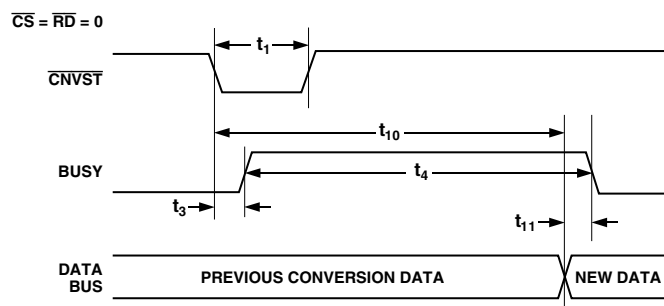 CS = RD = 0
t1
CNVST
t10
BUSY
t4
t3
t11
DATA
BUS
PREVIOUS CONVERSION DATA
NEW DATA